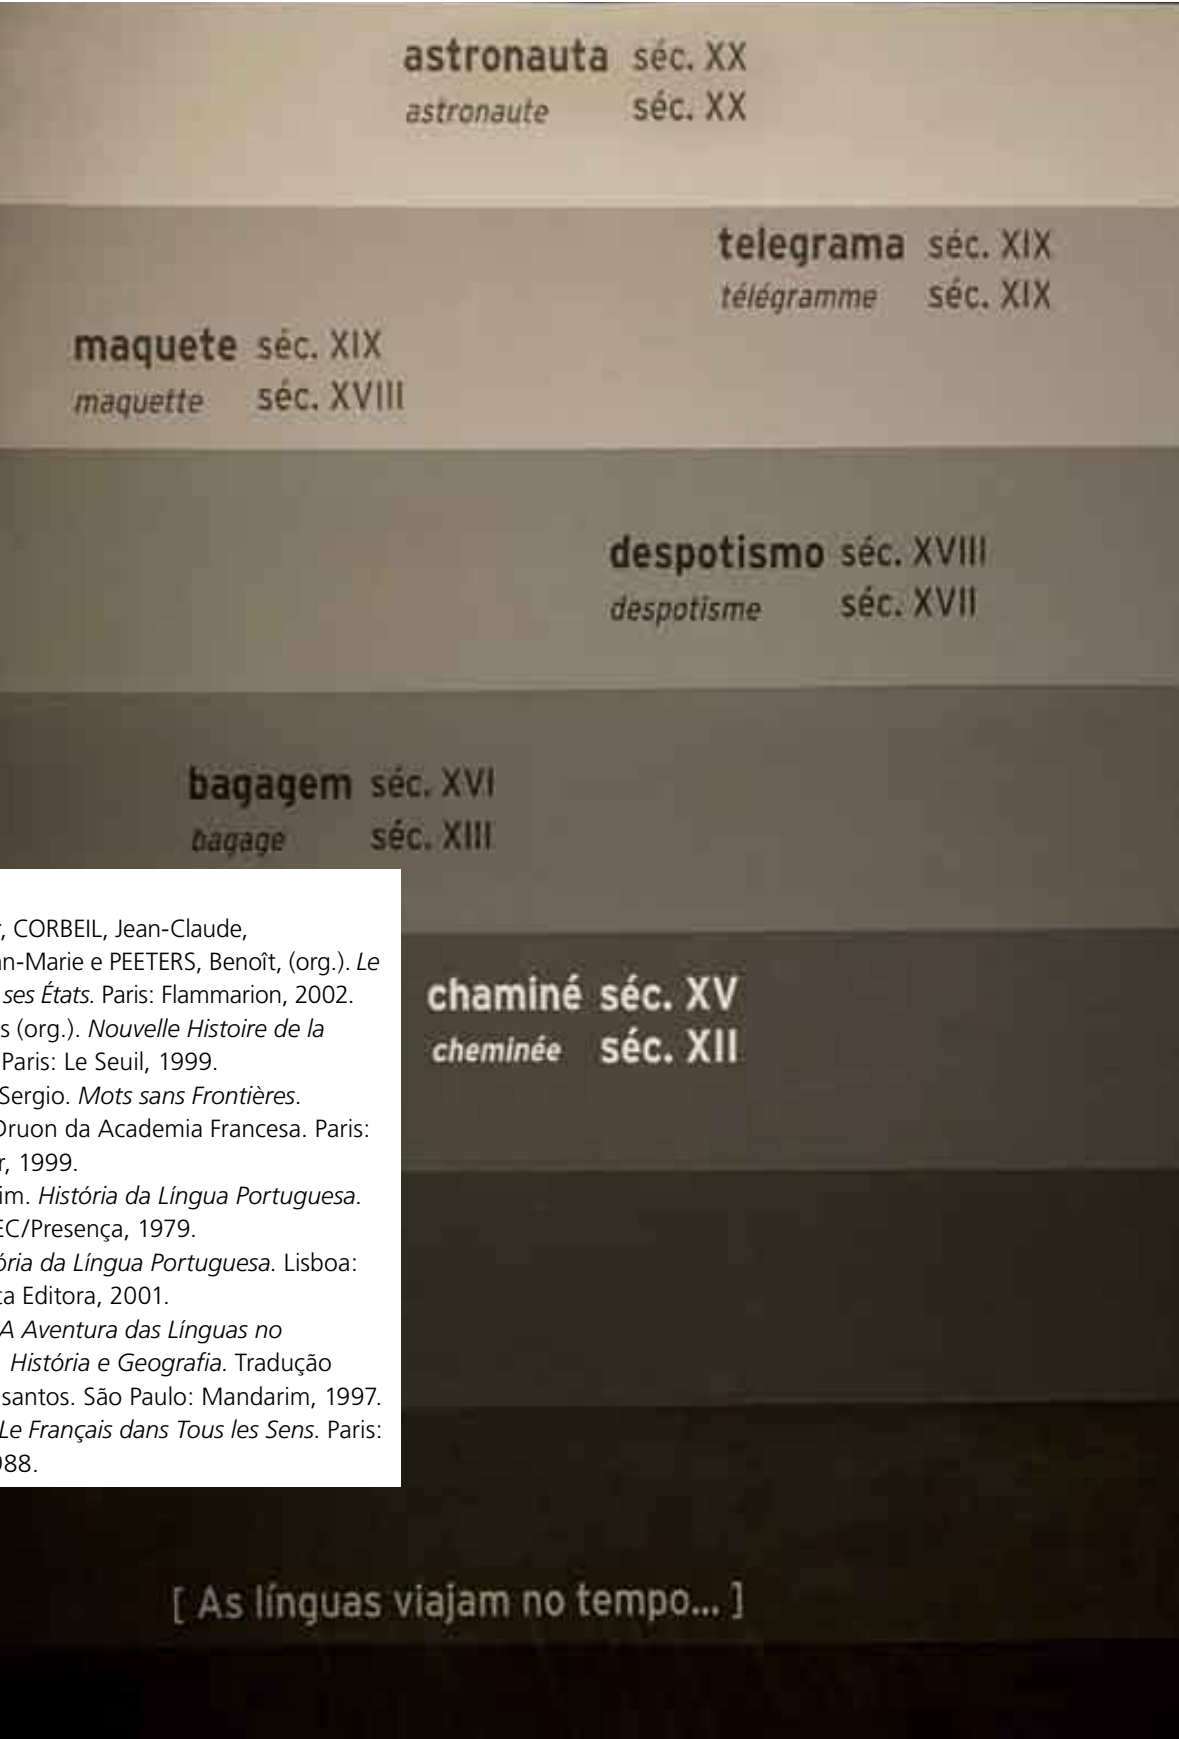 astronauta séc. XX
astronaute séc. XX
telegrama séc. XIX
télégramme séc. XIX
maquete séc. XIX
maquette séc. XVIII
despotismo séc. XVIII
despotisme séc. XVII
bagagem séc. XVI
bagage séc. XIII
chaminé séc. XV
cheminée séc. XII
, CORBEIL, Jean-Claude,
n-Marie e PEETERS, Benoît, (org.). Le
ses États. Paris: Flammarion, 2002.
s (org.). Nouvelle Histoire de la
Paris: Le Seuil, 1999.
Sergio. Mots sans Frontières.
Druon da Academia Francesa. Paris:
r, 1999.
im. História da Língua Portuguesa.
EC/Presença, 1979.
ória da Língua Portuguesa. Lisboa:
ta Editora, 2001.
A Aventura das Línguas no
História e Geografia. Tradução
santos. São Paulo: Mandarim, 1997.
Le Français dans Tous les Sens. Paris:
988.
[ As línguas viajam no tempo... ]